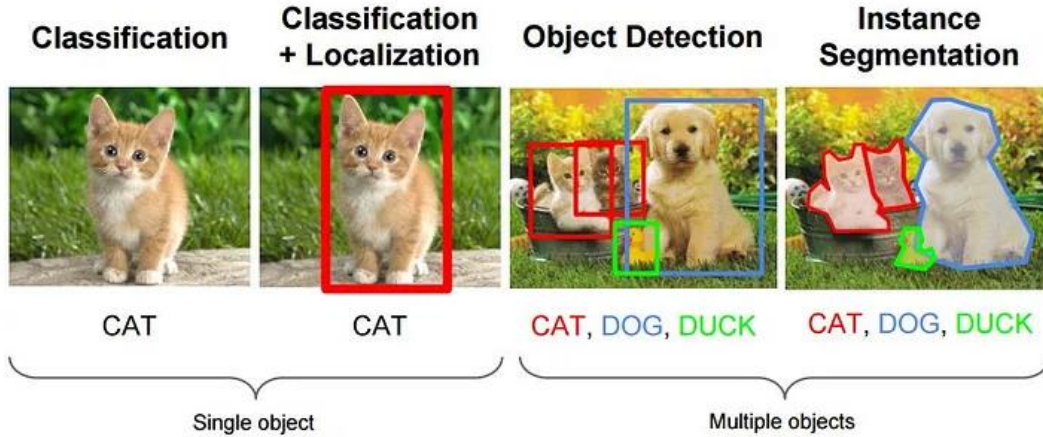 Classification
Classification
+ Localization
Object Detection
Instance
Segmentation
CAT
CAT
CAT, DOG, DUCK
CAT, DOG, DUCK
Single object
Multiple objects